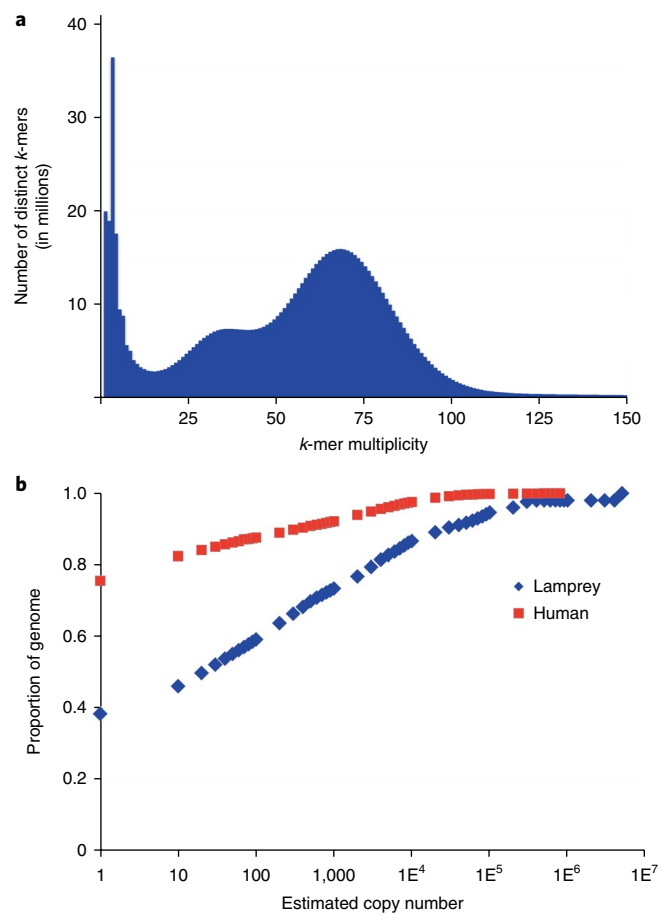 a
Number of distinct k-mers
(in millions)
40
30
20
10
25 50 75 100 125 150
k-mer multiplicity
b
Proportion of genome
1.0
0.8
0.6
0.4
0.2
0
Lamprey
Human
1 10 100 1,000 1E⁴ 1E⁵ 1E⁶ 1E⁷
Estimated copy number